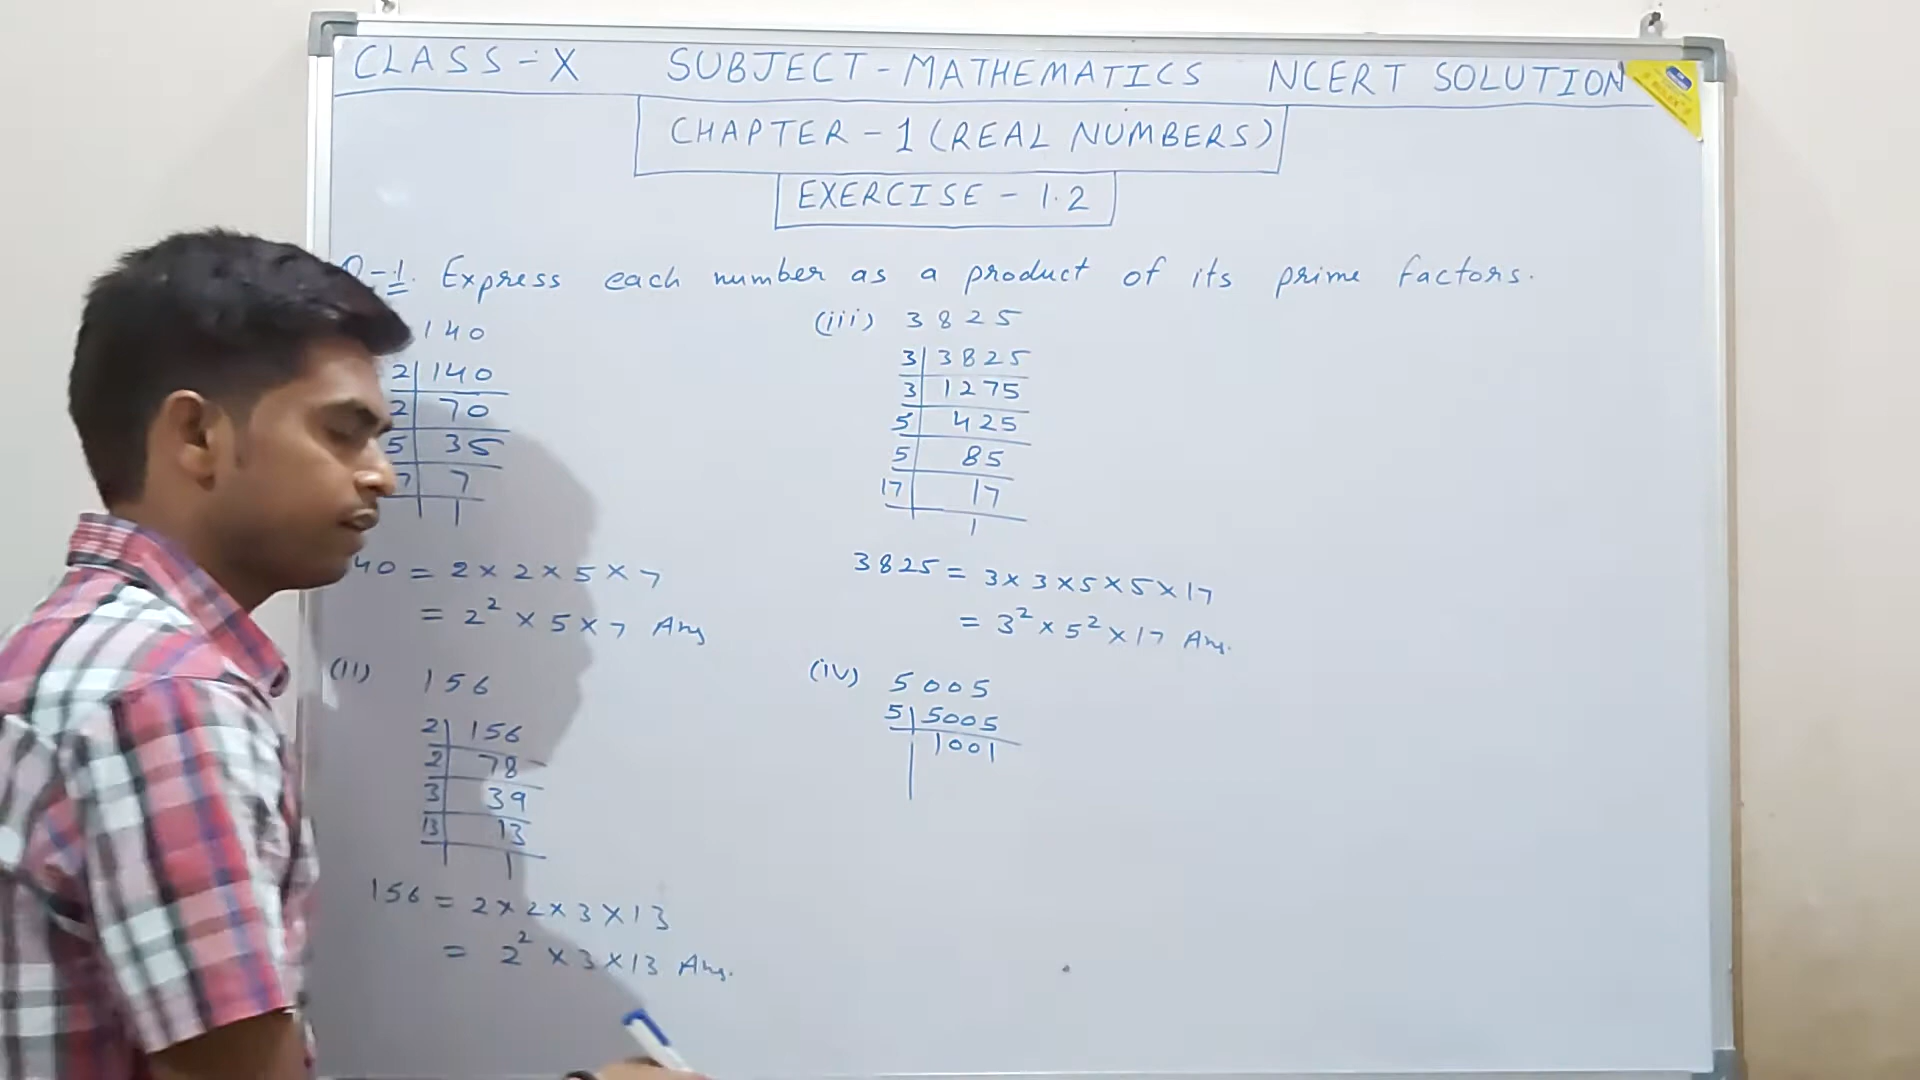 CLASS-X SUBJECT-MATHEMATICS NCERT SOLUTION
CHAPTER-1 (REAL NUMBERS)
EXERCISE-1.2
Q-1. Express each number as a product of its prime factors.
140
2|140
2|70
5|35
7|7
|1
40 = 2×2×5×7
= 2²×5×7 Ans
(II) 156
2|156
2|78
3|39
13|13
|1
156 = 2×2×3×13
= 2²×3×13 Ans.
(iii) 3825
3|3825
3|1275
5|425
5|85
17|17
|1
3825 = 3×3×5×5×17
= 3²×5²×17 Ans.
(iv) 5005
5|5005
|1001